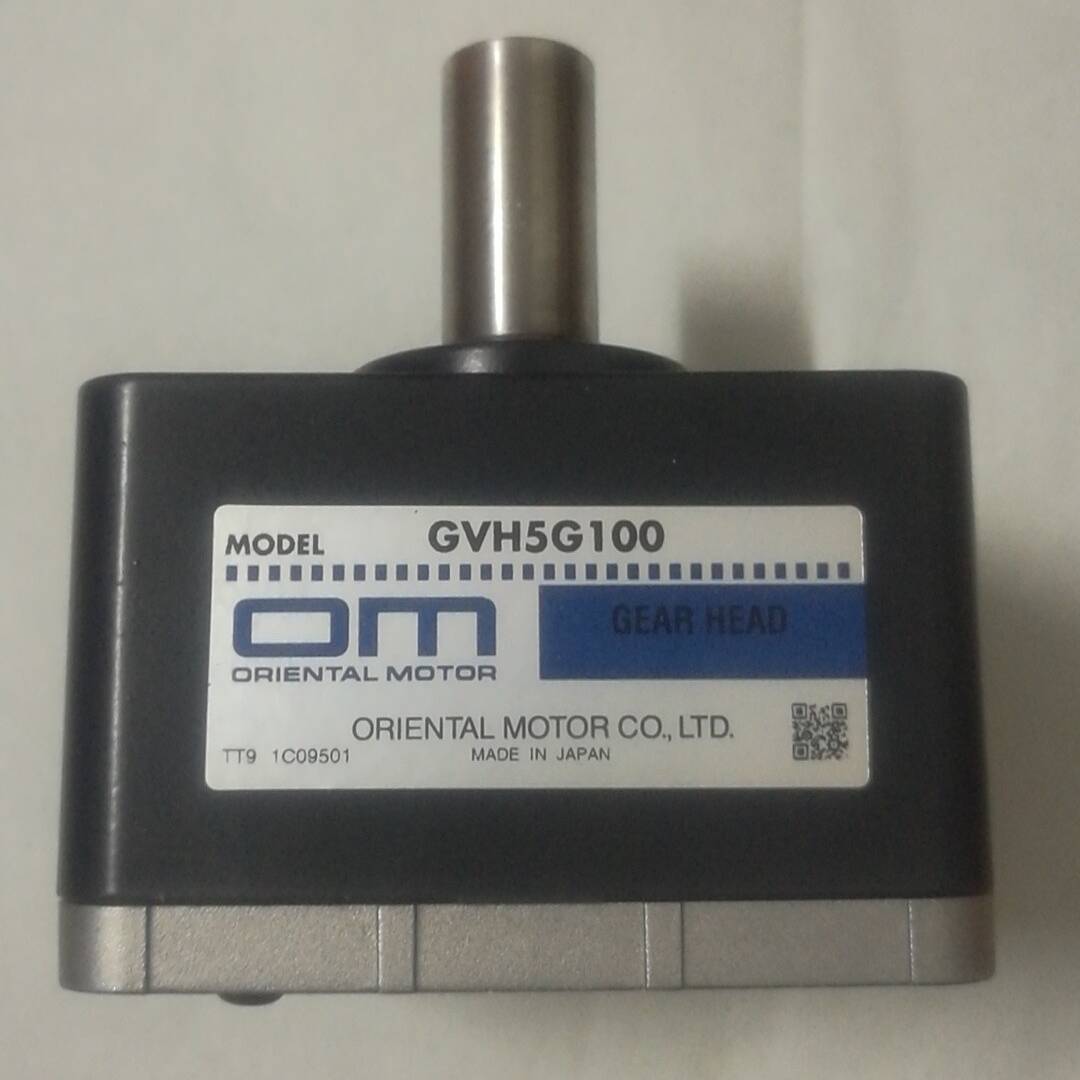 MODEL GVH5G100
OM
ORIENTAL MOTOR
GEAR HEAD
ORIENTAL MOTOR CO., LTD.
TT9 1C09501 MADE IN JAPAN